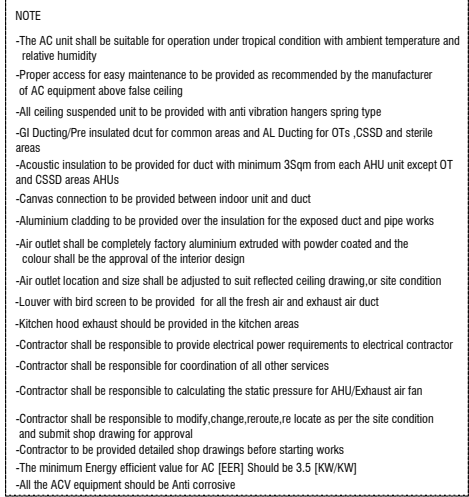 NOTE
-The AC unit shall be suitable for operation under tropical condition with ambient temperature and
relative humidity
-Proper access for easy maintenance to be provided as recommended by the manufacturer
of AC equipment above false ceiling
-All ceiling suspended unit to be provided with anti vibration hangers spring type
-GI Ducting/Pre insulated dcut for common areas and AL Ducting for OTs ,CSSD and sterile
areas
-Acoustic insulation to be provided for duct with minimum 3Sqm from each AHU unit except OT
and CSSD areas AHUs
-Canvas connection to be provided between indoor unit and duct
-Aluminium cladding to be provided over the insulation for the exposed duct and pipe works
-Air outlet shall be completely factory aluminium extruded with powder coated and the
colour shall be the approval of the interior design
-Air outlet location and size shall be adjusted to suit reflected ceiling drawing,or site condition
-Louver with bird screen to be provided for all the fresh air and exhaust air duct
-Kitchen hood exhaust should be provided in the kitchen areas
-Contractor shall be responsible to provide electrical power requirements to electrical contractor
-Contractor shall be responsible for coordination of all other services
-Contractor shall be responsible to calculating the static pressure for AHU/Exhaust air fan
-Contractor shall be responsible to modify,change,reroute,re locate as per the site condition
and submit shop drawing for approval
-Contractor to be provided detailed shop drawings before starting works
-The minimum Energy efficient value for AC [EER] Should be 3.5 [KW/KW]
-All the ACV equipment should be Anti corrosive